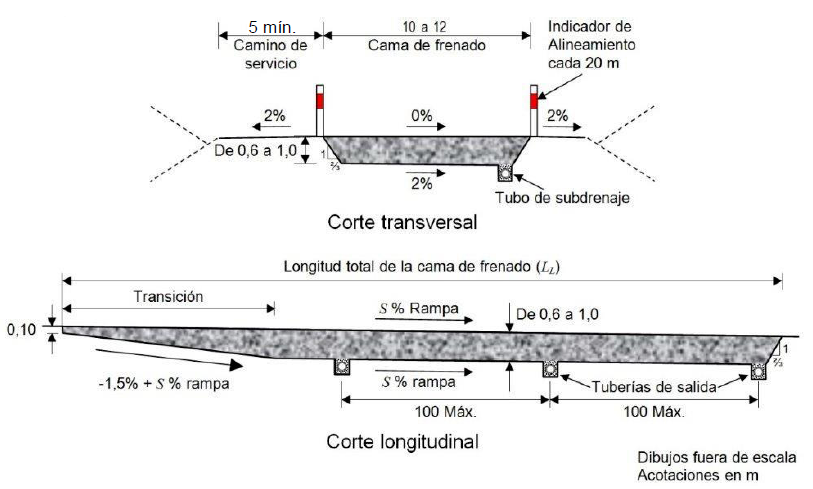 5 mín.
10 a 12
Camino de
servicio
Cama de frenado
Indicador de
Alineamiento
cada 20 m
2%
0%
2%
De 0,6 a 1,0
1
⅔
2%
Tubo de subdrenaje
Corte transversal
Longitud total de la cama de frenado (LL)
Transición
S % Rampa
De 0,6 a 1,0
0,10
1
⅔
-1,5% + S % rampa
S % rampa
Tuberías de salida
100 Máx.
100 Máx.
Corte longitudinal
Dibujos fuera de escala
Acotaciones en m